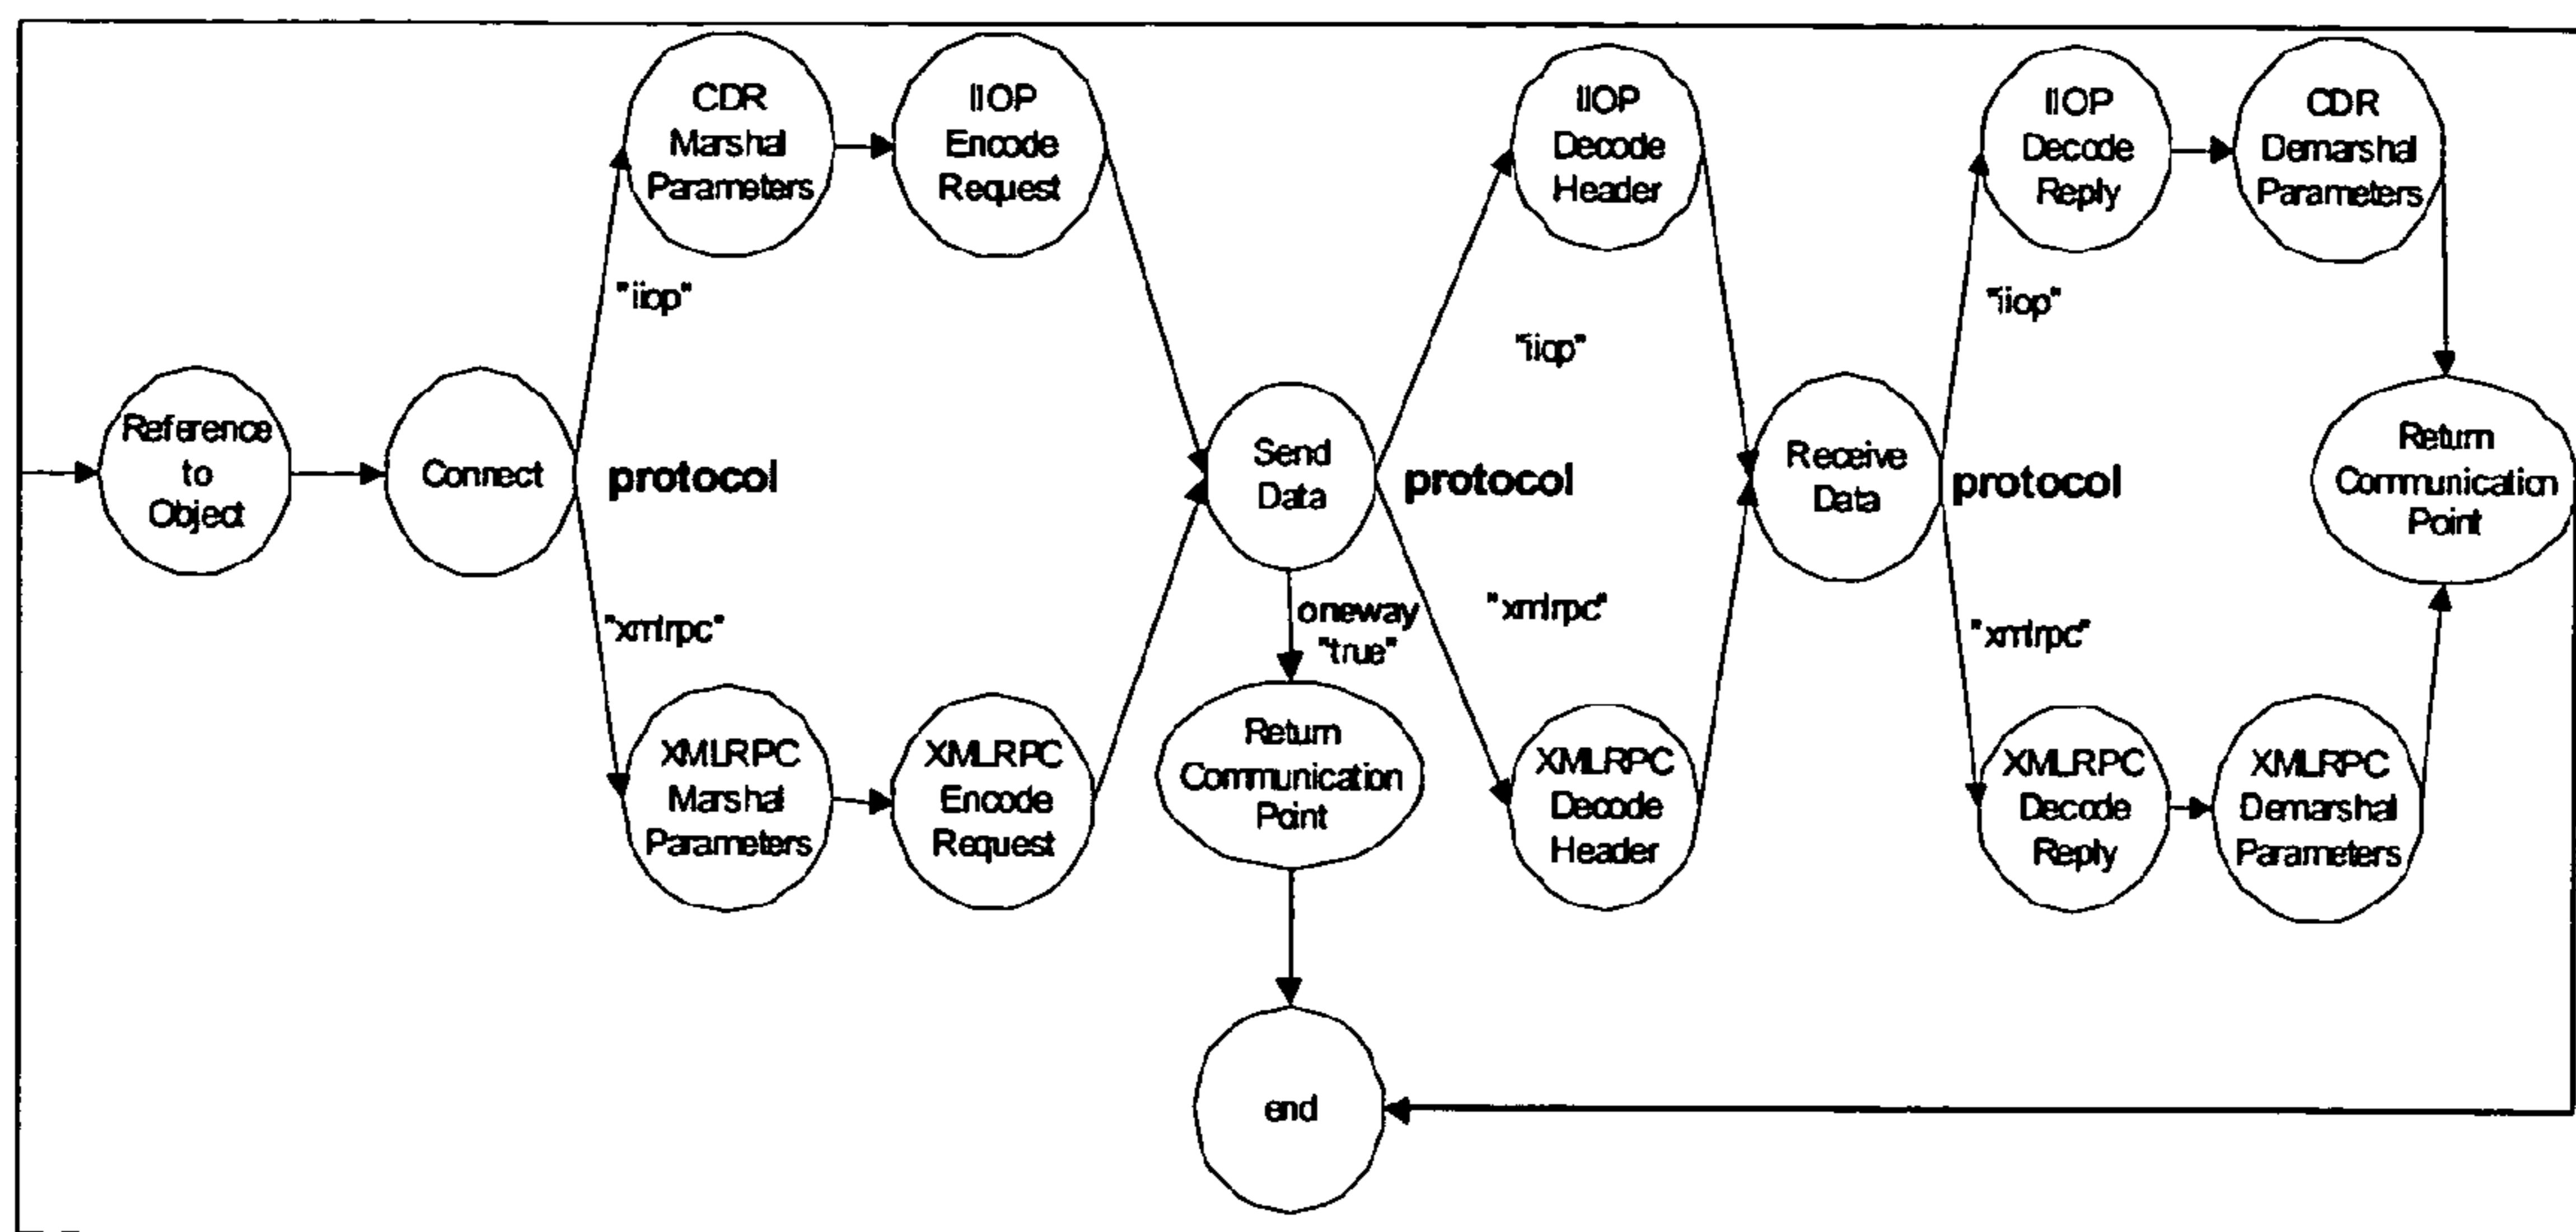 CDR
Marshal
Parameters
IIOP
Encode
Request
IIOP
Decode
Header
IIOP
Decode
Reply
CDR
Demarshal
Parameters
"iiop"
"iiop"
"iiop"
Reference
to
Object
Connect
protocol
Send
Data
protocol
Receive
Data
protocol
Return
Communication
Point
"xmlrpc"
oneway
"true"
"xmlrpc"
"xmlrpc"
XMLRPC
Marshal
Parameters
XMLRPC
Encode
Request
Return
Communication
Point
XMLRPC
Decode
Header
XMLRPC
Decode
Reply
XMLRPC
Demarshal
Parameters
end